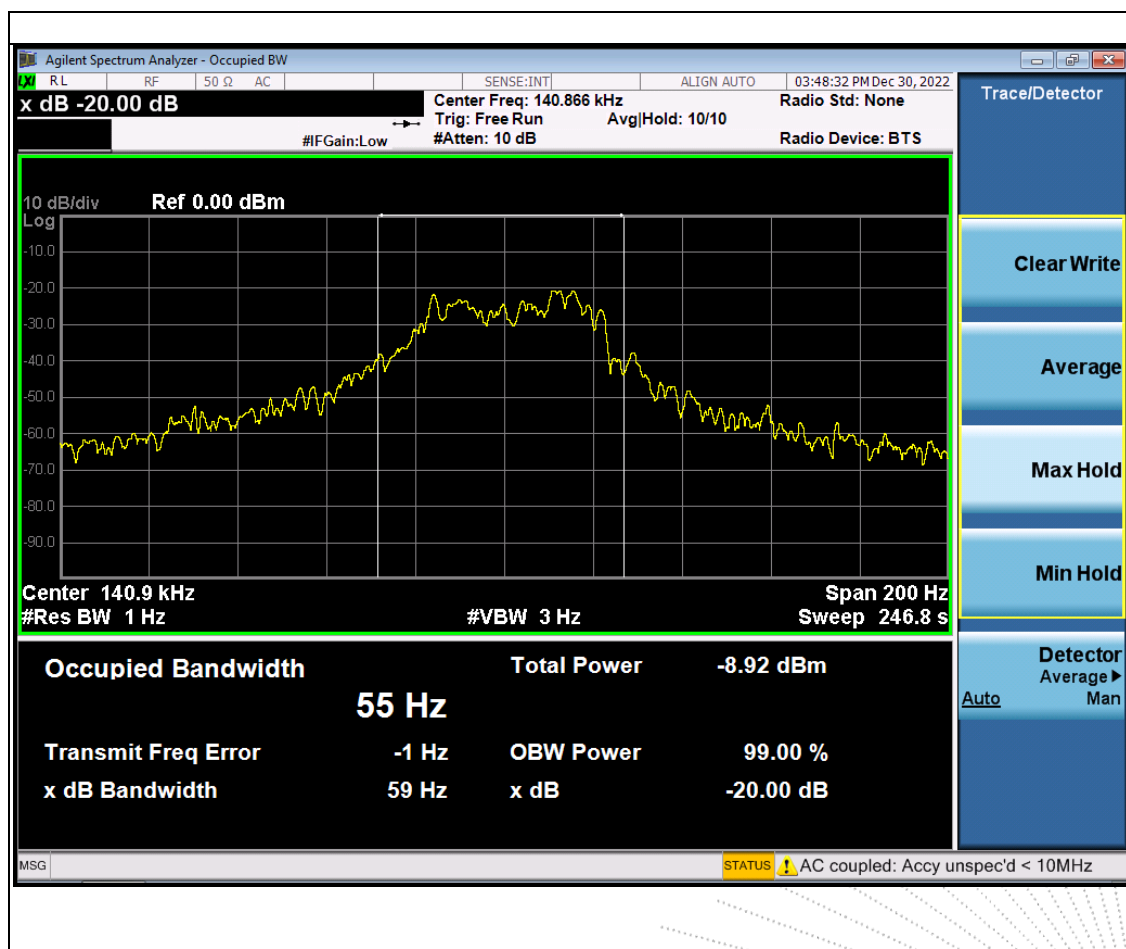 Agilent Spectrum Analyzer - Occupied BW
LXI RL RF 50 Ω AC SENSE:INT ALIGN AUTO 03:48:32 PM Dec 30, 2022
x dB -20.00 dB Center Freq: 140.866 kHz Radio Std: None
Trig: Free Run Avg|Hold: 10/10
#IFGain:Low #Atten: 10 dB Radio Device: BTS
10 dB/div Ref 0.00 dBm
Log
-10.0
-20.0
-30.0
-40.0
-50.0
-60.0
-70.0
-80.0
-90.0
Center 140.9 kHz Span 200 Hz
#Res BW 1 Hz #VBW 3 Hz Sweep 246.8 s
Occupied Bandwidth Total Power -8.92 dBm
55 Hz
Transmit Freq Error -1 Hz OBW Power 99.00 %
x dB Bandwidth 59 Hz x dB -20.00 dB
MSG STATUS AC coupled: Accy unspec'd < 10MHz
Trace/Detector
Clear Write
Average
Max Hold
Min Hold
Detector
Average
Auto Man